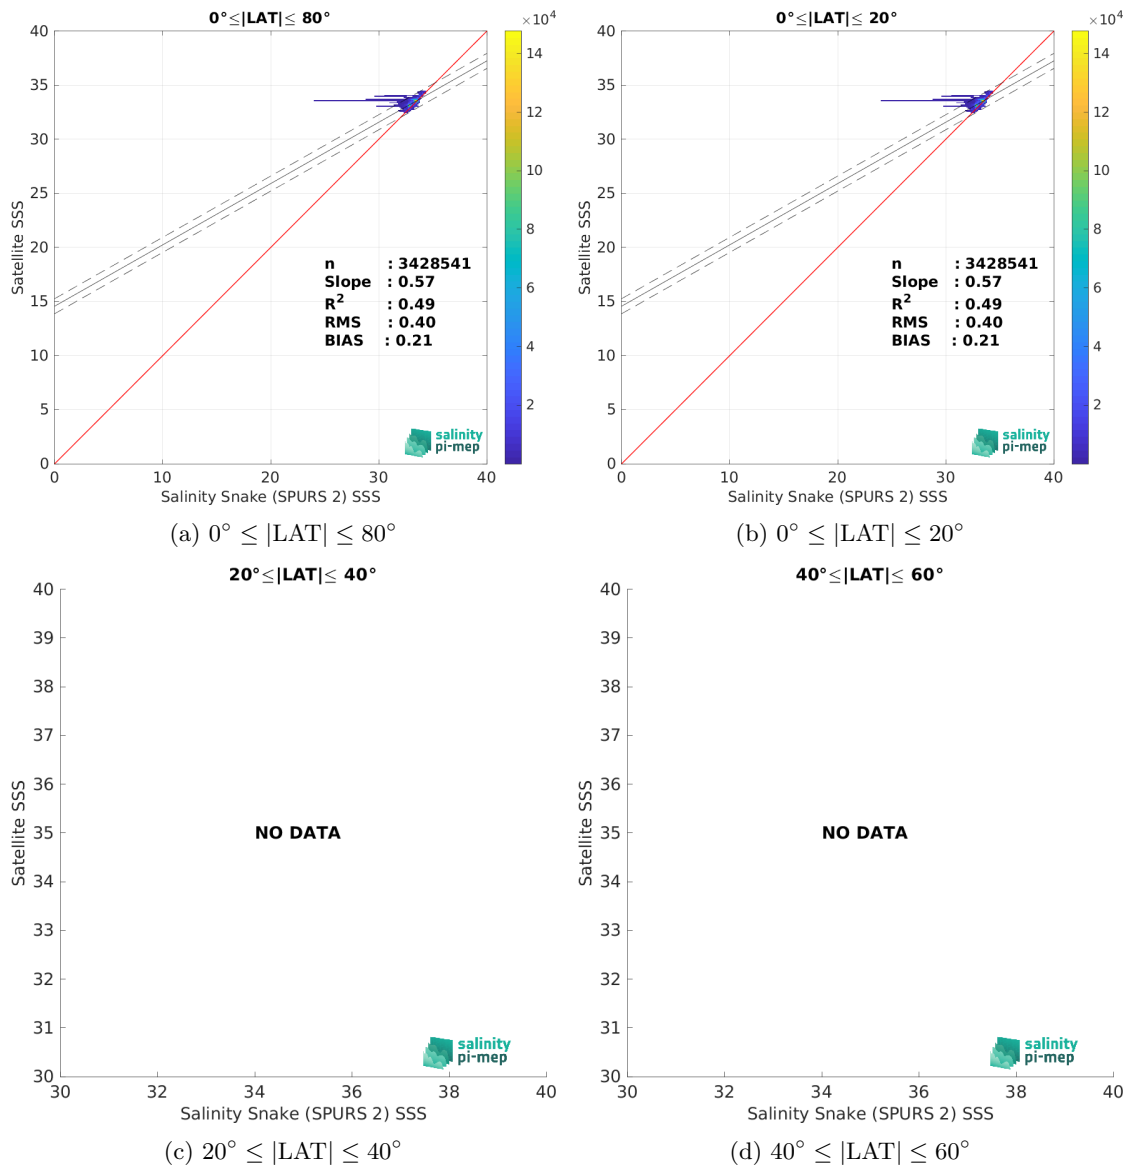 0°≤|LAT|≤ 80°
×10⁴
40
35
30
25
20
15
10
5
0
Satellite SSS
n : 3428541
Slope : 0.57
R² : 0.49
RMS : 0.40
BIAS : 0.21
salinity
pi-mep
0 10 20 30 40
Salinity Snake (SPURS 2) SSS
14
12
10
8
6
4
2
(a) 0° ≤ |LAT| ≤ 80°
0°≤|LAT|≤ 20°
×10⁴
40
35
30
25
20
15
10
5
0
Satellite SSS
n : 3428541
Slope : 0.57
R² : 0.49
RMS : 0.40
BIAS : 0.21
salinity
pi-mep
0 10 20 30 40
Salinity Snake (SPURS 2) SSS
14
12
10
8
6
4
2
(b) 0° ≤ |LAT| ≤ 20°
20°≤|LAT|≤ 40°
40
39
38
37
36
35
34
33
32
31
30
Satellite SSS
NO DATA
salinity
pi-mep
30 32 34 36 38 40
Salinity Snake (SPURS 2) SSS
(c) 20° ≤ |LAT| ≤ 40°
40°≤|LAT|≤ 60°
40
39
38
37
36
35
34
33
32
31
30
Satellite SSS
NO DATA
salinity
pi-mep
30 32 34 36 38 40
Salinity Snake (SPURS 2) SSS
(d) 40° ≤ |LAT| ≤ 60°